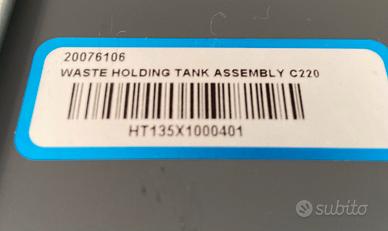 20076106
WASTE HOLDING TANK ASSEMBLY C220
HT135X1000401
subito